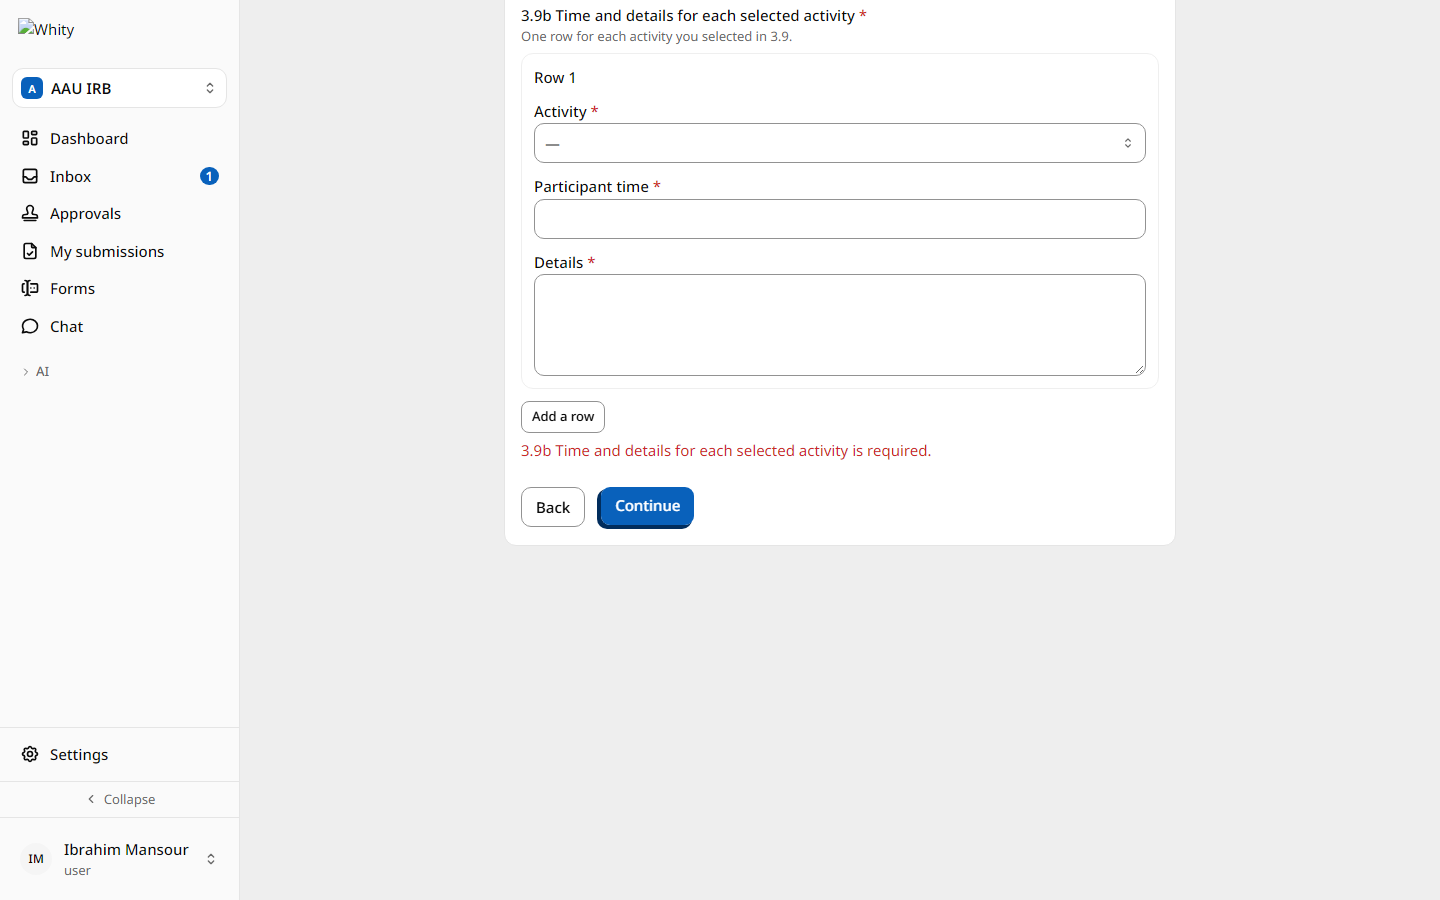 Whity
A AAU IRB
Dashboard
Inbox 1
Approvals
My submissions
Forms
Chat
AI
Settings
Collapse
IM Ibrahim Mansour
user
3.9b Time and details for each selected activity *
One row for each activity you selected in 3.9.
Row 1
Activity *
—
Participant time *
Details *
Add a row
3.9b Time and details for each selected activity is required.
Back Continue